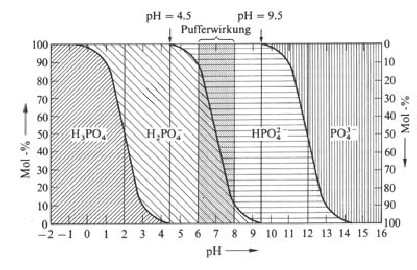 pH = 4.5 pH = 9.5
Pufferwirkung
100 90 80 70 60 50 40 30 20 10 0
Mol-%
H₃PO₄ H₂PO₄⁻ HPO₄²⁻ PO₄³⁻
0 10 20 30 40 50 60 70 80 90 100
Mol-%
-2 -1 0 1 2 3 4 5 6 7 8 9 10 11 12 13 14 15 16
pH